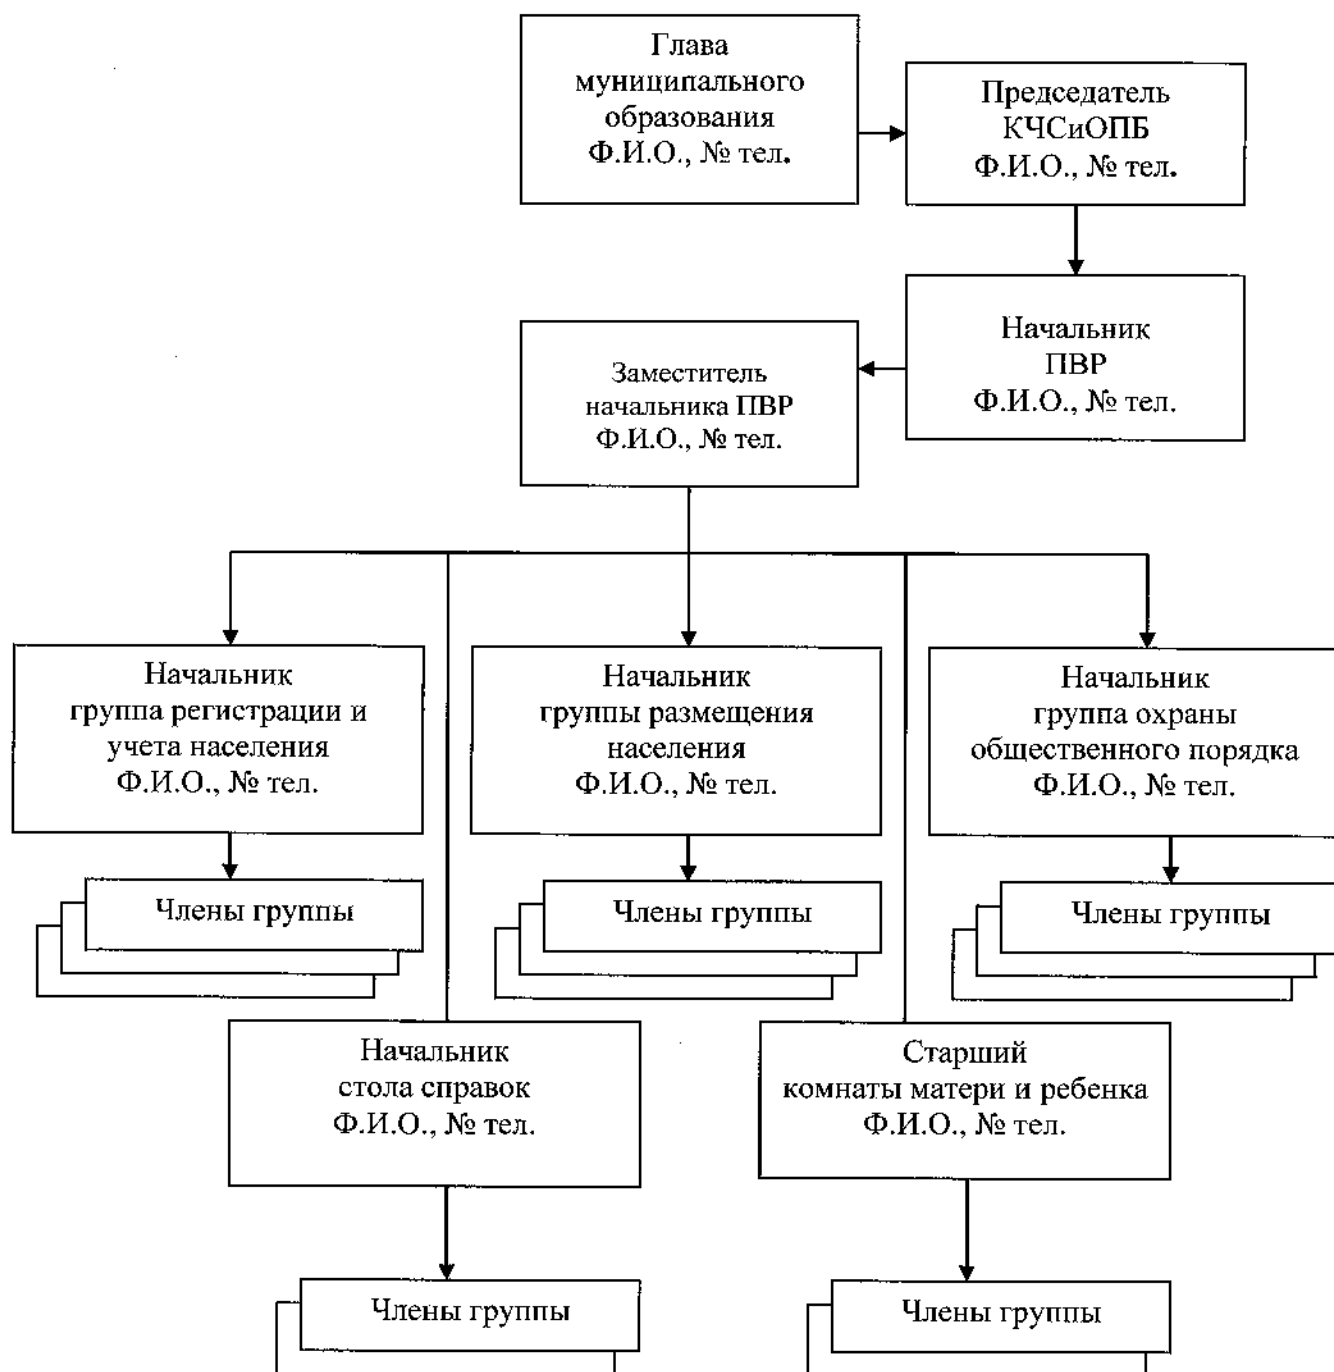 Глава
муниципального
образования
Ф.И.О., № тел.
Председатель
КЧСиОПБ
Ф.И.О., № тел.
Начальник
ПВР
Ф.И.О., № тел.
Заместитель
начальника ПВР
Ф.И.О., № тел.
Начальник
группа регистрации и
учета населения
Ф.И.О., № тел.
Начальник
группы размещения
населения
Ф.И.О., № тел.
Начальник
группа охраны
общественного порядка
Ф.И.О., № тел.
Члены группы
Члены группы
Члены группы
Начальник
стола справок
Ф.И.О., № тел.
Старший
комнаты матери и ребенка
Ф.И.О., № тел.
Члены группы
Члены группы